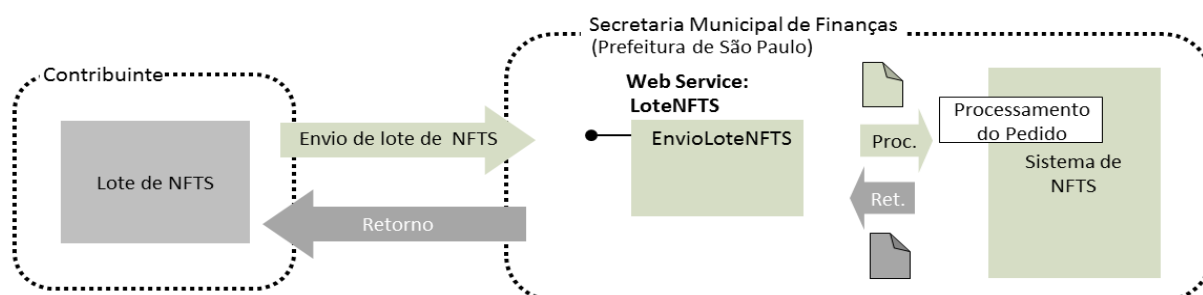 Secretaria Municipal de Finanças
(Prefeitura de São Paulo)
Contribuinte
Lote de NFTS
Envio de lote de NFTS
Retorno
Web Service:
LoteNFTS
EnvioLoteNFTS
Proc.
Ret.
Processamento
do Pedido
Sistema de
NFTS